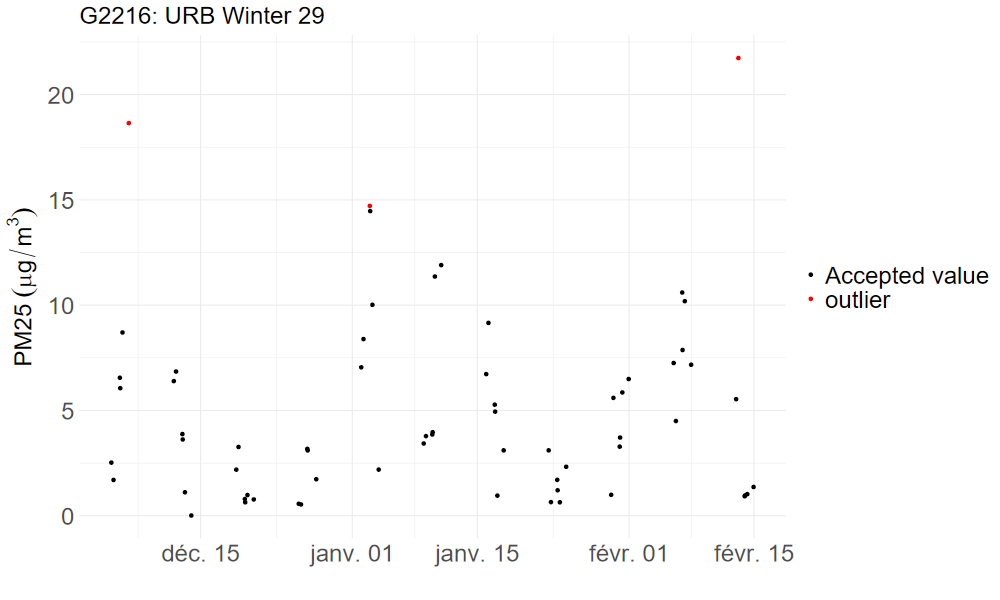 G2216: URB Winter 29
PM25 (μg/m³)
20
15
10
5
0
déc. 15 janv. 01 janv. 15 févr. 01 févr. 15
Accepted value
outlier